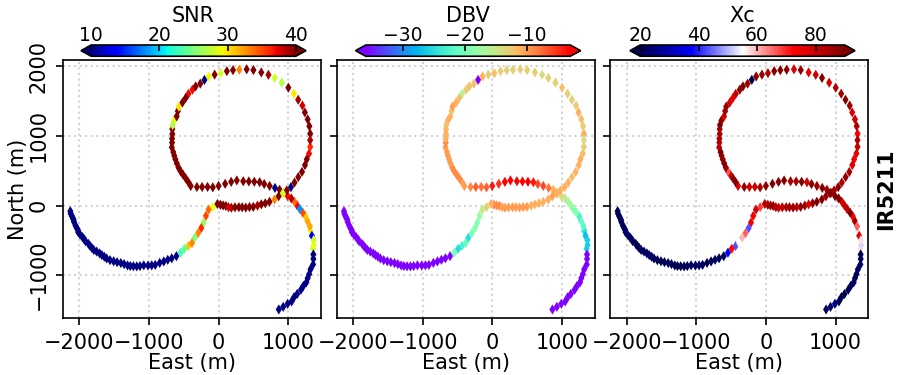 SNR DBV Xc
10 20 30 40 −30 −20 −10 20 40 60 80
2000
1000
0
−1000
North (m)
IR5211
−2000 −1000 0 1000 −2000 −1000 0 1000 −2000 −1000 0 1000
East (m) East (m) East (m)